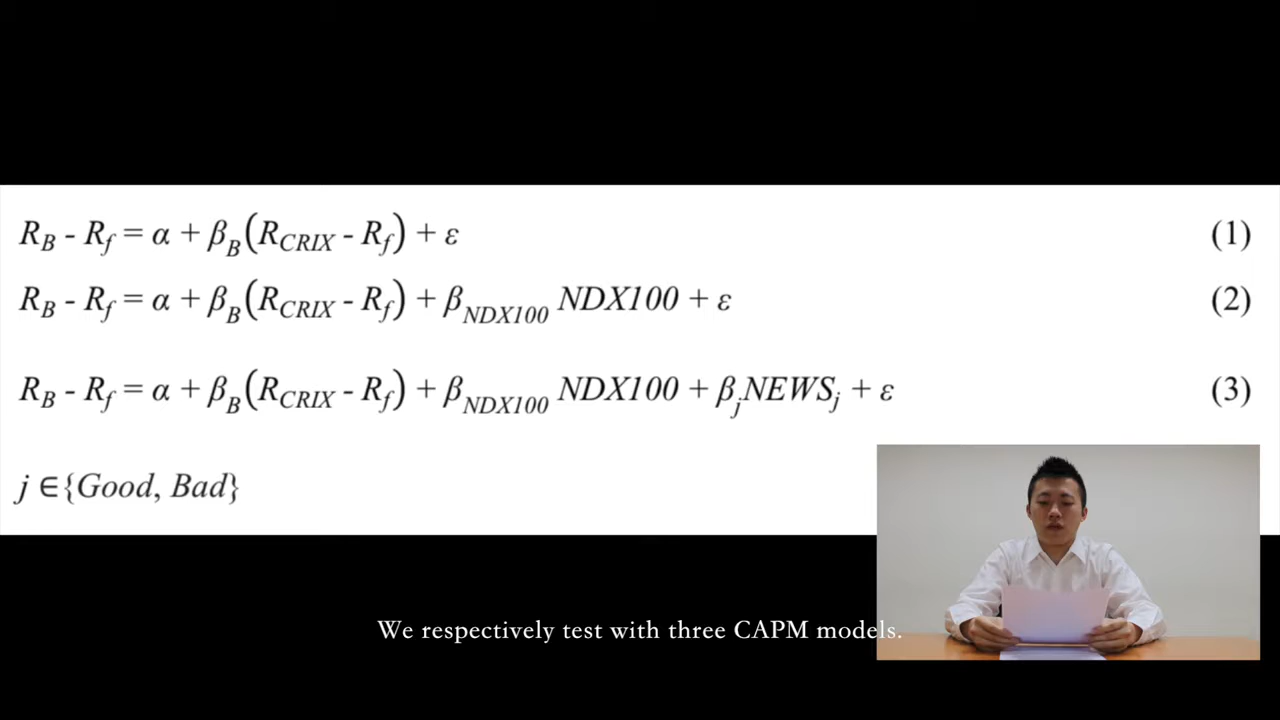 R_B - R_f = α + β_B(R_CRIX - R_f) + ε (1)
R_B - R_f = α + β_B(R_CRIX - R_f) + β_NDX100 NDX100 + ε (2)
R_B - R_f = α + β_B(R_CRIX - R_f) + β_NDX100 NDX100 + β_j NEWS_j + ε (3)
j ∈{Good, Bad}
We respectively test with three CAPM models.